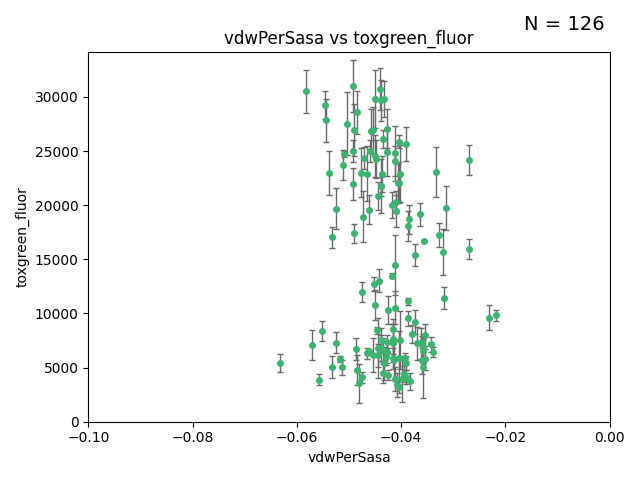 N = 126
vdwPerSasa vs toxgreen_fluor
toxgreen_fluor
30000
25000
20000
15000
10000
5000
0
−0.10 −0.08 −0.06 −0.04 −0.02 0.00
vdwPerSasa